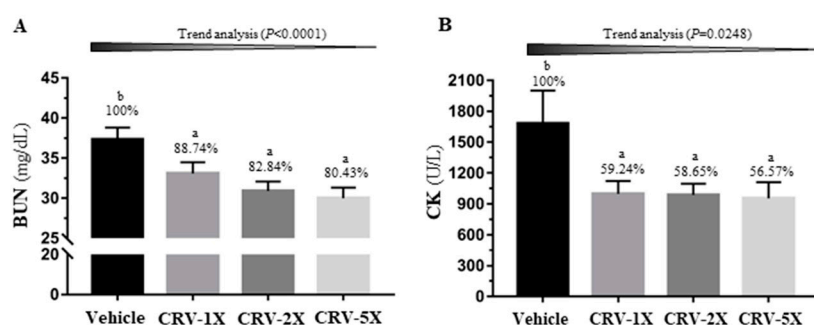 A
Trend analysis (P<0.0001)
45
40
35
30
25
20
0
BUN (mg/dL)
b
100%
a
88.74%
a
82.84%
a
80.43%
Vehicle CRV-1X CRV-2X CRV-5X
B
Trend analysis (P=0.0248)
2100
1800
1500
1200
900
600
300
0
CK (U/L)
b
100%
a
59.24%
a
58.65%
a
56.57%
Vehicle CRV-1X CRV-2X CRV-5X